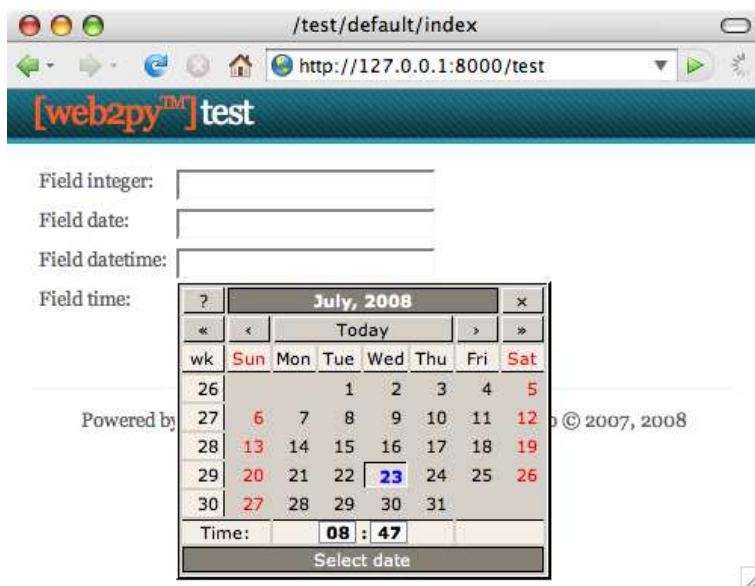 /test/default/index
http://127.0.0.1:8000/test
[web2py™]test
Field integer:
Field date:
Field datetime:
Field time:
? July, 2008 ×
« ‹ Today › »
wk Sun Mon Tue Wed Thu Fri Sat
26 1 2 3 4 5
27 6 7 8 9 10 11 12
Powered by © 2007, 2008
28 13 14 15 16 17 18 19
29 20 21 22 23 24 25 26
30 27 28 29 30 31
Time: 08 : 47
Select date